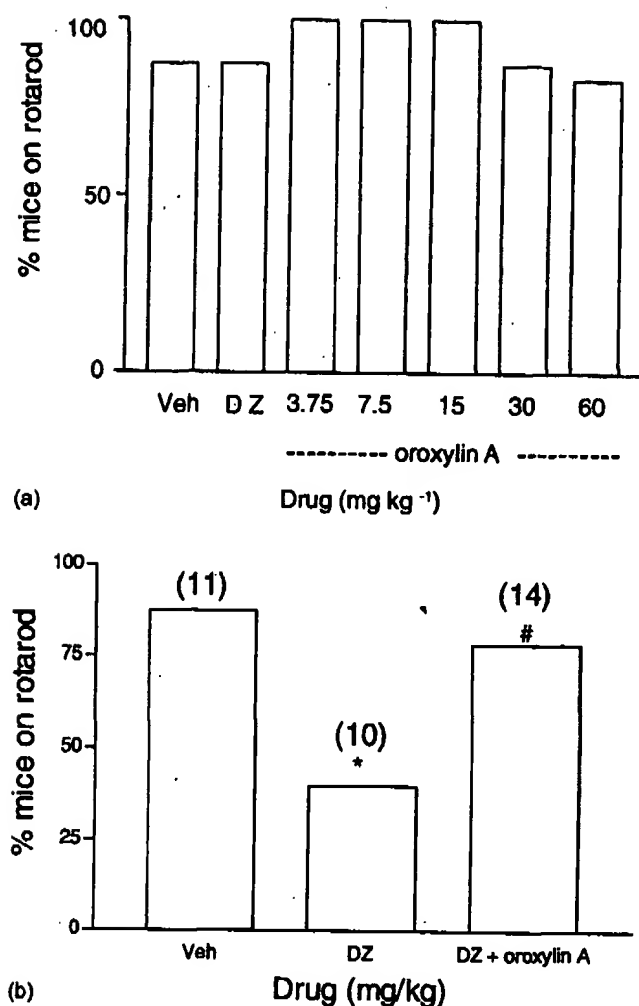 100
% mice on rotarod
50
0
Veh D Z 3.75 7.5 15 30 60
--------- oroxylin A ---------
(a)
Drug (mg kg -1)
100
(11)
(14)
#
75
% mice on rotarod
(10)
*
50
25
0
Veh DZ DZ + oroxylin A
(b)
Drug (mg/kg)